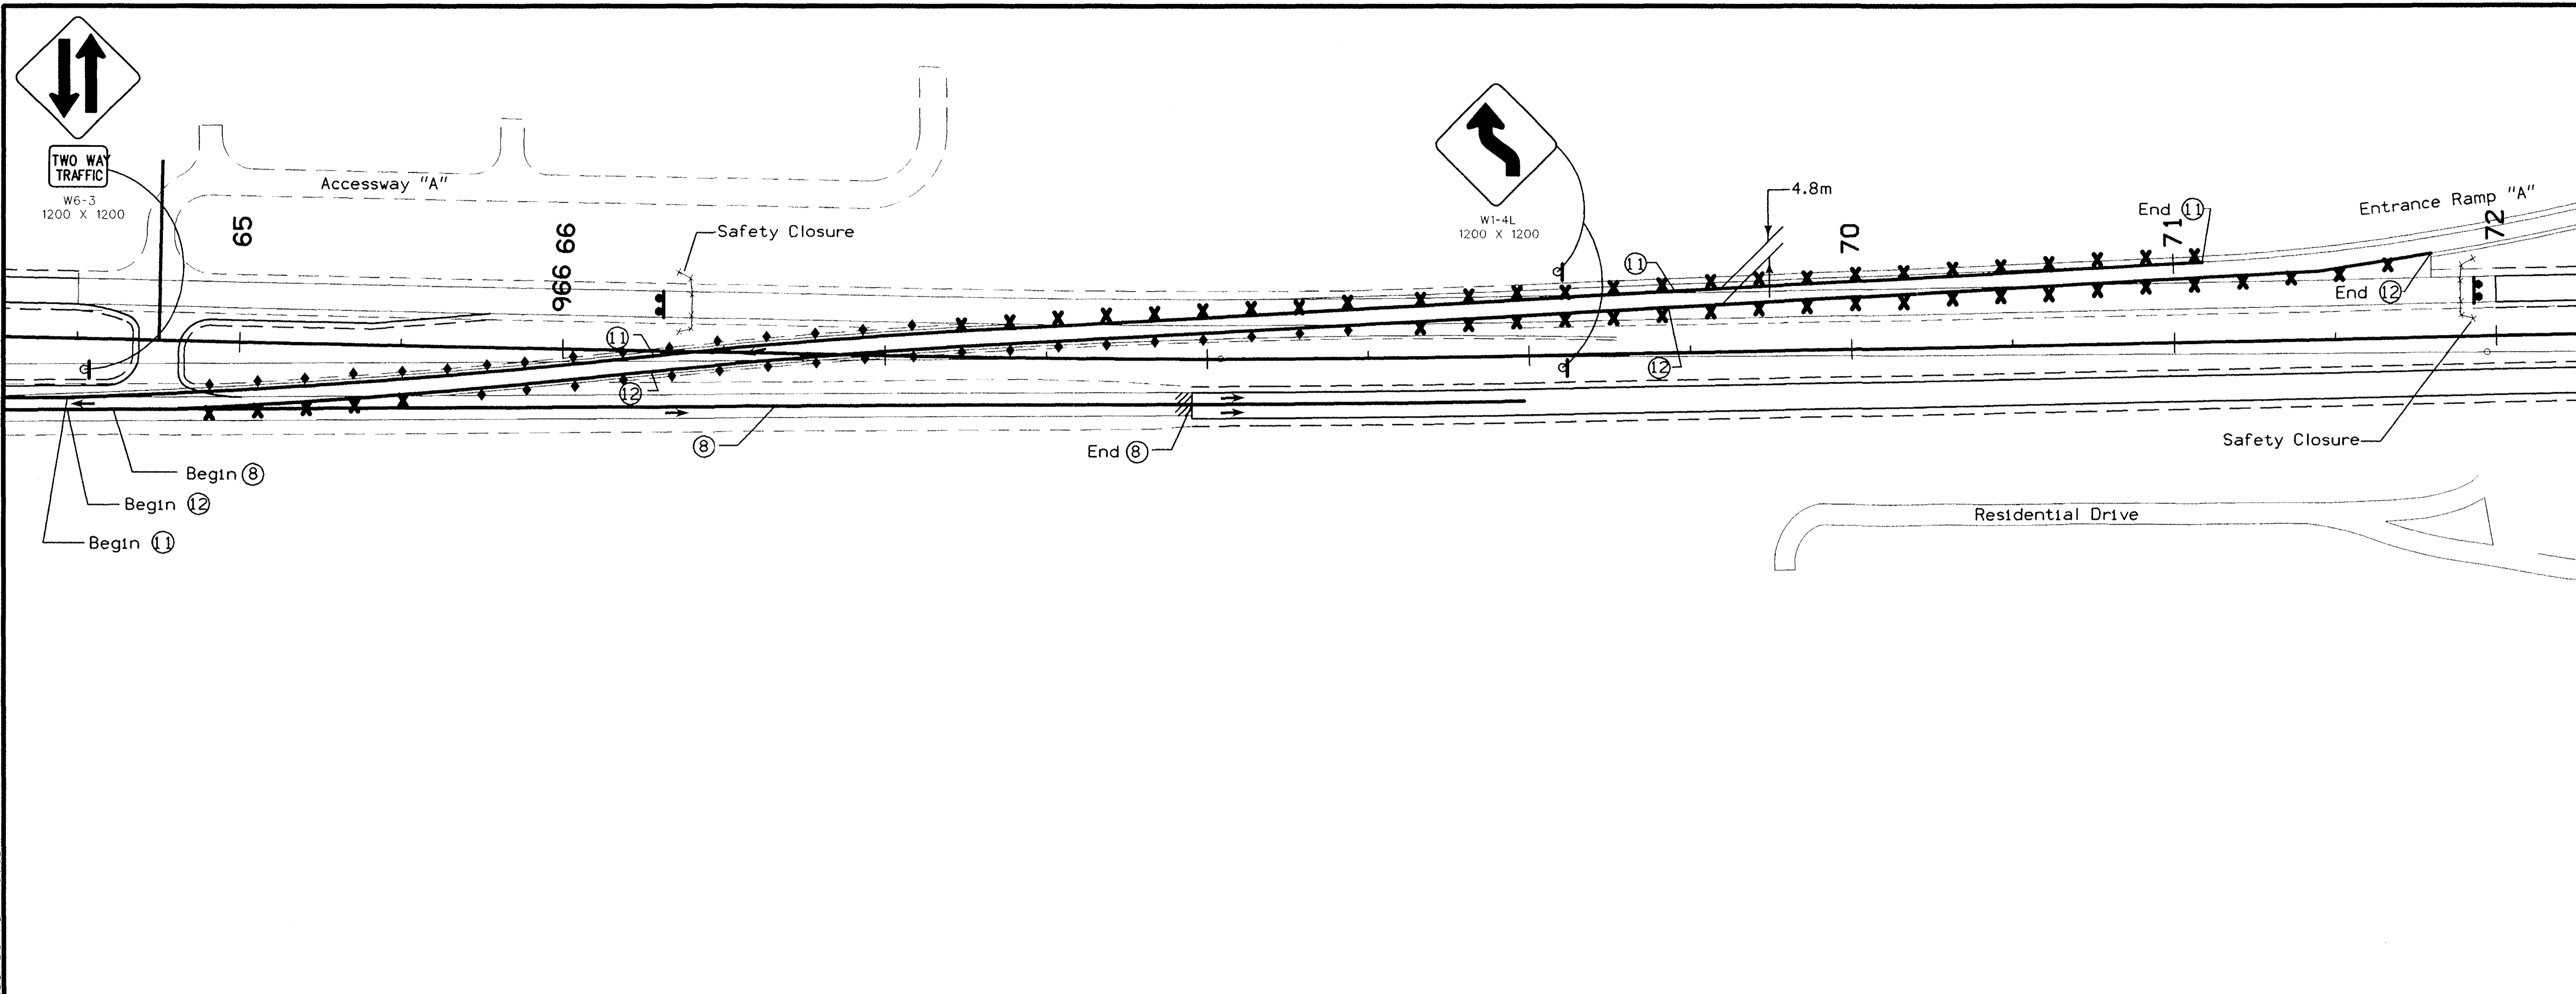 TWO WAY
TRAFFIC
W6-3
1200 X 1200
Accessway "A"
65
966 66
Safety Closure
W1-4L
1200 X 1200
4.8m
70
End 11
71
Entrance Ramp "A"
72
11
11
12
12
End 12
8
End 8
Safety Closure
Begin 8
Begin 12
Begin 11
Residential Drive